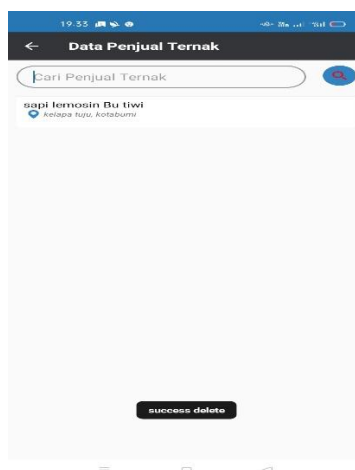 19.33
Data Penjual Ternak
Cari Penjual Ternak
sapi lemosin Bu tiwi
kelapa tuju, kotabumi
success delete